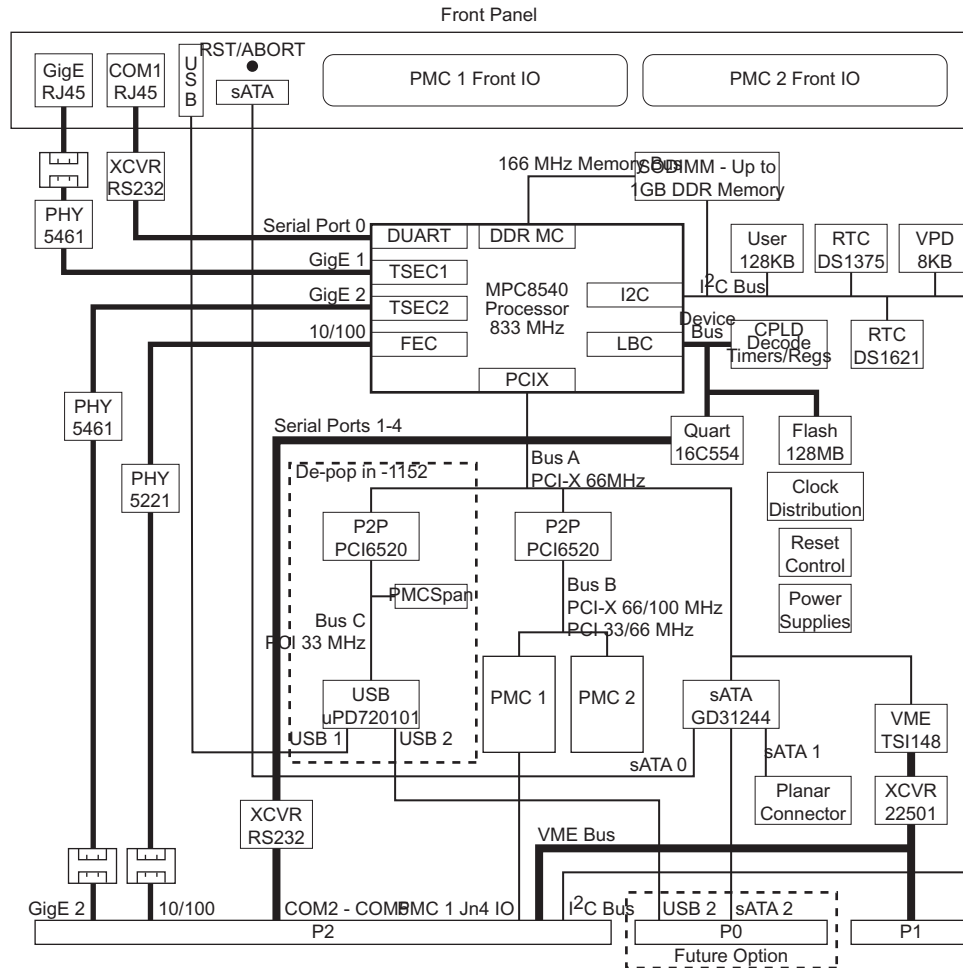 Front Panel
GigE
RJ45
COM1
RJ45
U
S
B
RST/ABORT
sATA
PMC 1 Front IO
PMC 2 Front IO
XCVR
RS232
166 MHz Memory Bus
SODIMM - Up to
1GB DDR Memory
PHY
5461
Serial Port 0
DUART
DDR MC
User
128KB
RTC
DS1375
VPD
8KB
GigE 1
TSEC1
MPC8540
Processor
833 MHz
I2C
I2C Bus
GigE 2
TSEC2
Device
Bus
CPLD
Decode
Timers/Regs
RTC
DS1621
10/100
FEC
LBC
PCIX
PHY
5461
Serial Ports 1-4
Quart
16C554
Flash
128MB
PHY
5221
De-pop in -1152
Bus A
PCI-X 66MHz
Clock
Distribution
P2P
PCI6520
P2P
PCI6520
Reset
Control
PMCSpan
Bus B
PCI-X 66/100 MHz
PCI 33/66 MHz
Power
Supplies
Bus C
PCI 33 MHz
USB
uPD720101
PMC 1
PMC 2
sATA
GD31244
VME
TSI148
USB 1
USB 2
sATA 0
sATA 1
Planar
Connector
XCVR
22501
XCVR
RS232
VME Bus
GigE 2
10/100
COM2 - COM5
PMC 1 Jn4 IO
I2C Bus
USB 2
sATA 2
P2
P0
P1
Future Option